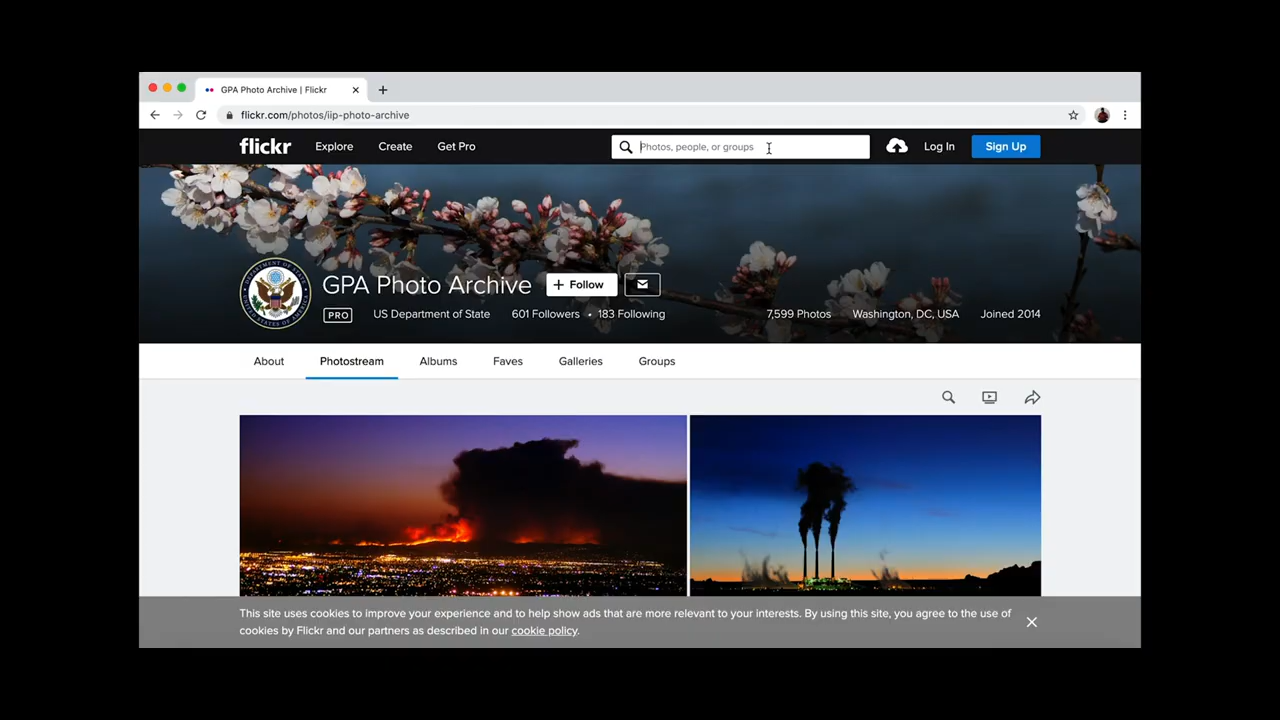 GPA Photo Archive | Flickr
flickr.com/photos/iip-photo-archive
flickr Explore Create Get Pro Photos, people, or groups Log In Sign Up
GPA Photo Archive + Follow
PRO US Department of State 601 Followers • 183 Following 7,599 Photos Washington, DC, USA Joined 2014
About Photostream Albums Faves Galleries Groups
This site uses cookies to improve your experience and to help show ads that are more relevant to your interests. By using this site, you agree to the use of
cookies by Flickr and our partners as described in our cookie policy.